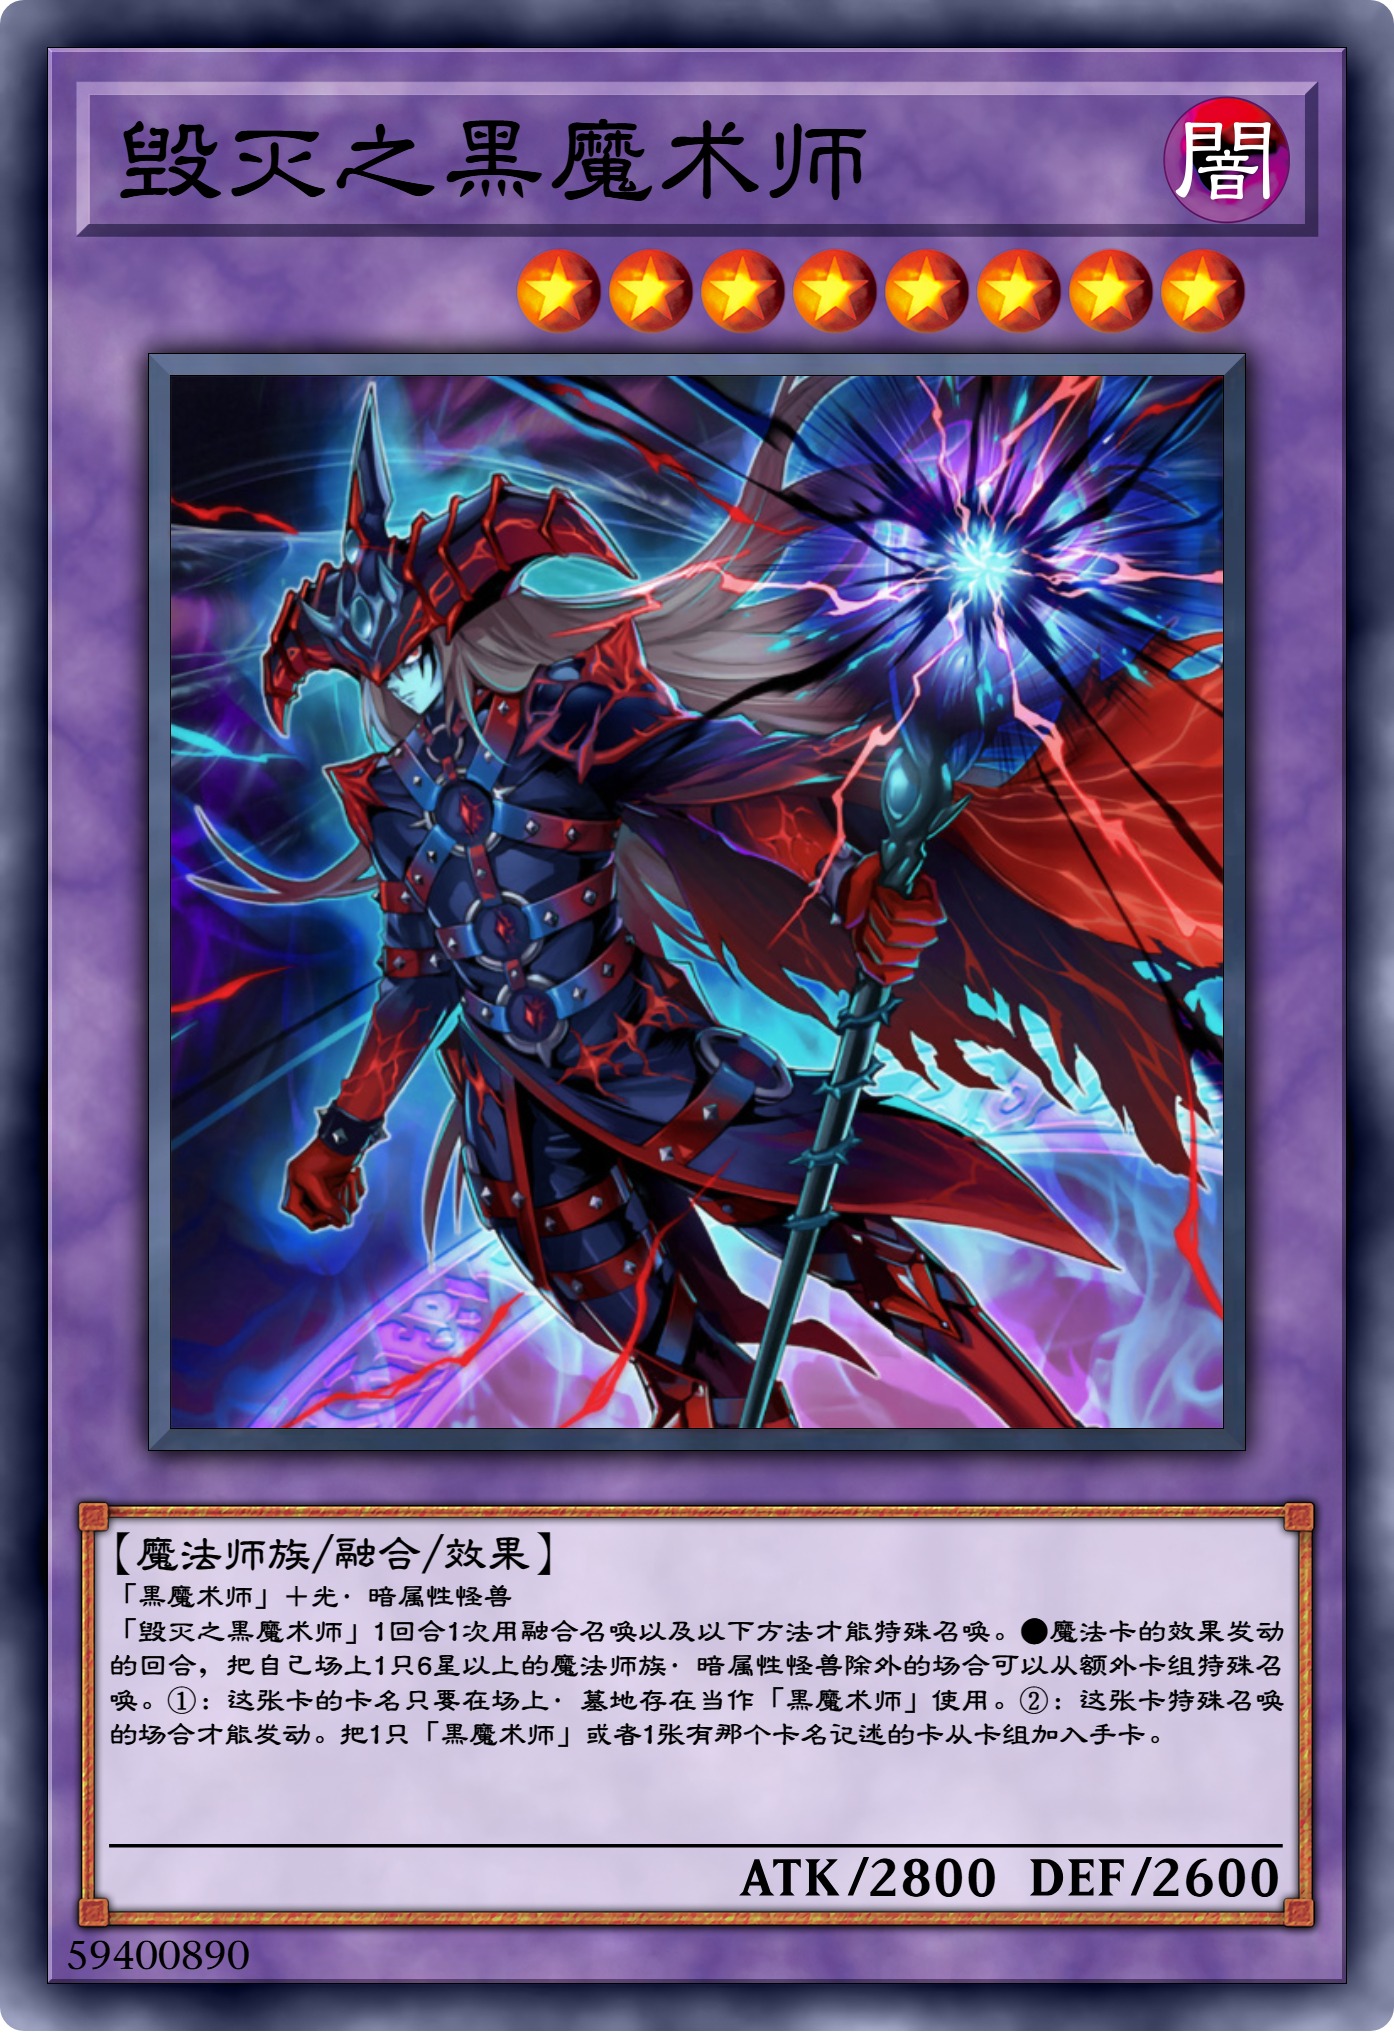 毁灭之黑魔术师
闇
【魔法师族/融合/效果】
「黑魔术师」＋光·暗属性怪兽
「毁灭之黑魔术师」1回合1次用融合召唤以及以下方法才能特殊召唤。●魔法卡的效果发动
的回合，把自己场上1只6星以上的魔法师族·暗属性怪兽除外的场合可以从额外卡组特殊召
唤。①：这张卡的卡名只要在场上·墓地存在当作「黑魔术师」使用。②：这张卡特殊召唤
的场合才能发动。把1只「黑魔术师」或者1张有那个卡名记述的卡从卡组加入手卡。
ATK/2800 DEF/2600
59400890